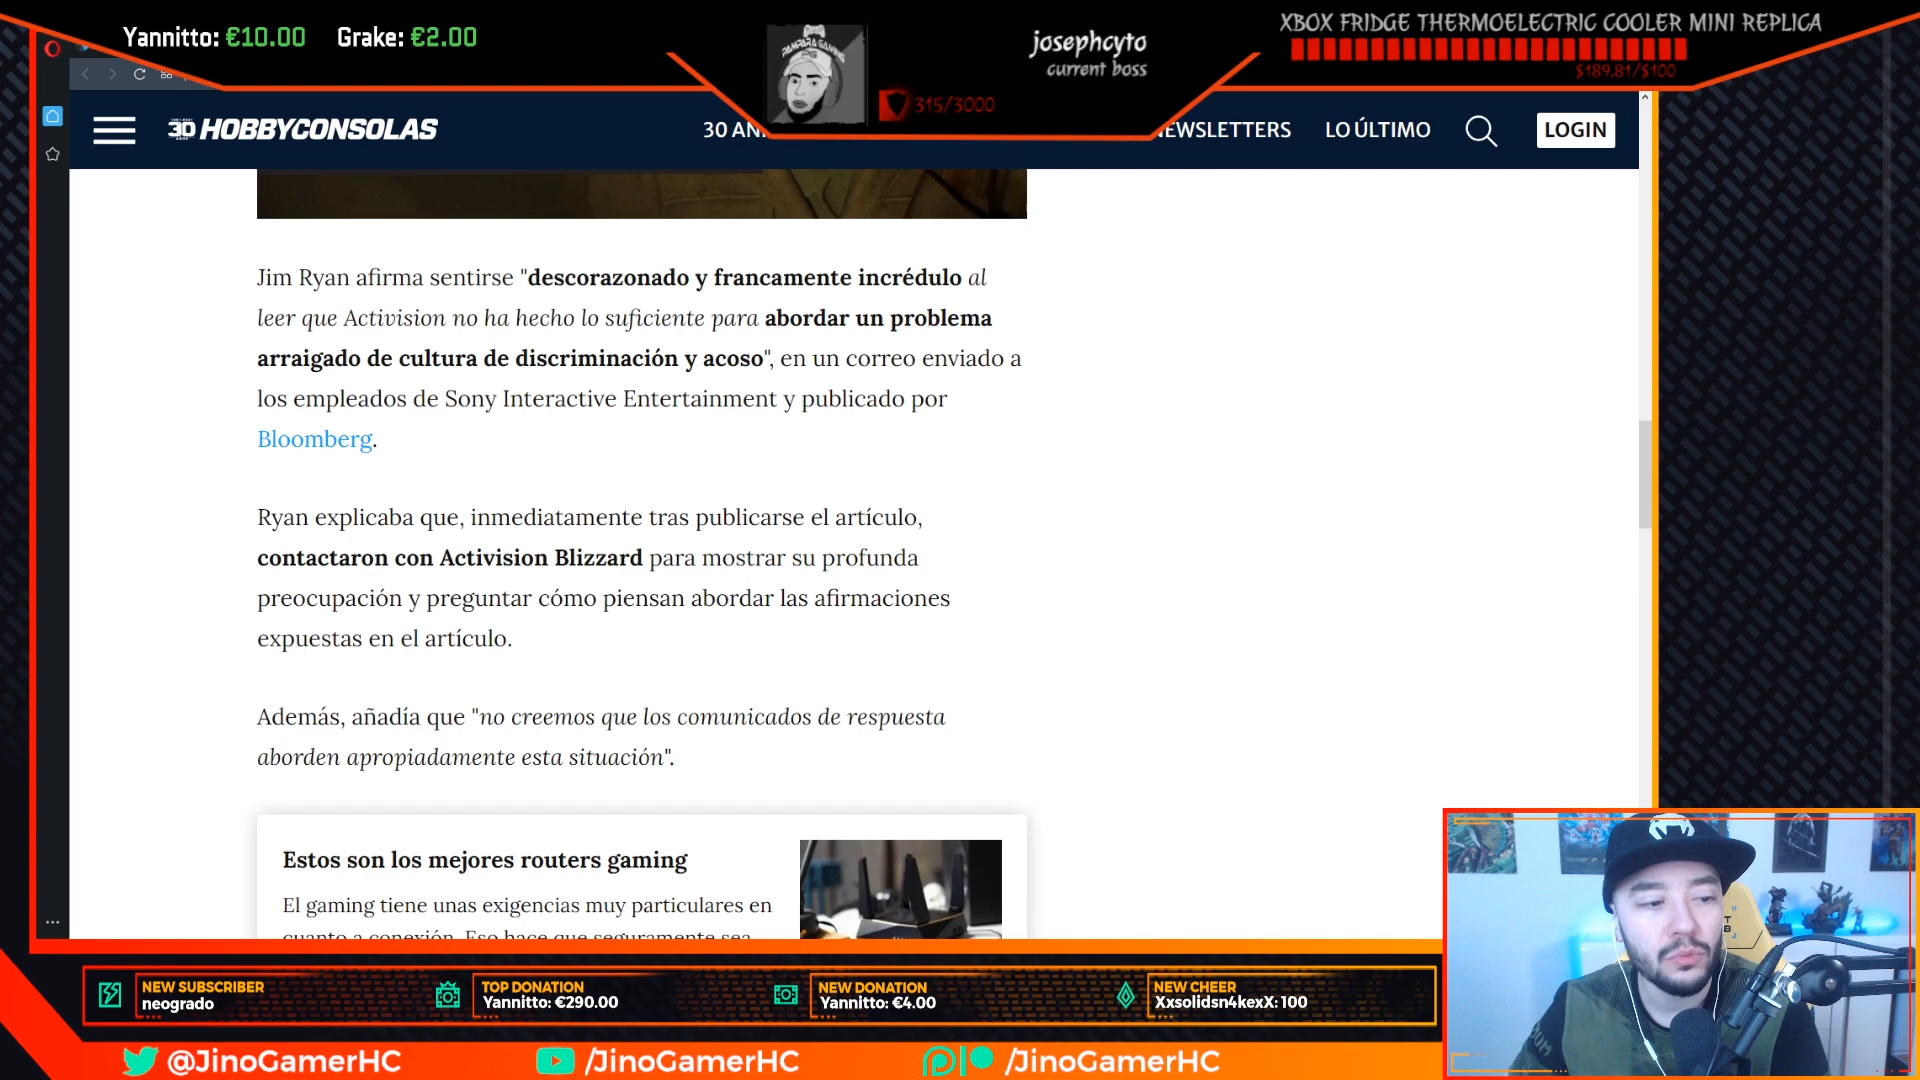 Yannitto: €10.00 Grake: €2.00
PAMPARA GAMING
josephcyto
current boss
315/3000
XBOX FRIDGE THERMOELECTRIC COOLER MINI REPLICA
$189.81/$100
30 HOBBYCONSOLAS
30 AN
EWSLETTERS
LO ÚLTIMO
LOGIN
Jim Ryan afirma sentirse "descorazonado y francamente incrédulo al
leer que Activision no ha hecho lo suficiente para abordar un problema
arraigado de cultura de discriminación y acoso", en un correo enviado a
los empleados de Sony Interactive Entertainment y publicado por
Bloomberg.
Ryan explicaba que, inmediatamente tras publicarse el artículo,
contactaron con Activision Blizzard para mostrar su profunda
preocupación y preguntar cómo piensan abordar las afirmaciones
expuestas en el artículo.
Además, añadía que "no creemos que los comunicados de respuesta
aborden apropiadamente esta situación".
Estos son los mejores routers gaming
El gaming tiene unas exigencias muy particulares en
cuanto a conexión. Eso hace que seguramente sea
NEW SUBSCRIBER
neogrado
TOP DONATION
Yannitto: €290.00
NEW DONATION
Yannitto: €4.00
NEW CHEER
Xxsolidsn4kexX: 100
@JinoGamerHC
/JinoGamerHC
/JinoGamerHC